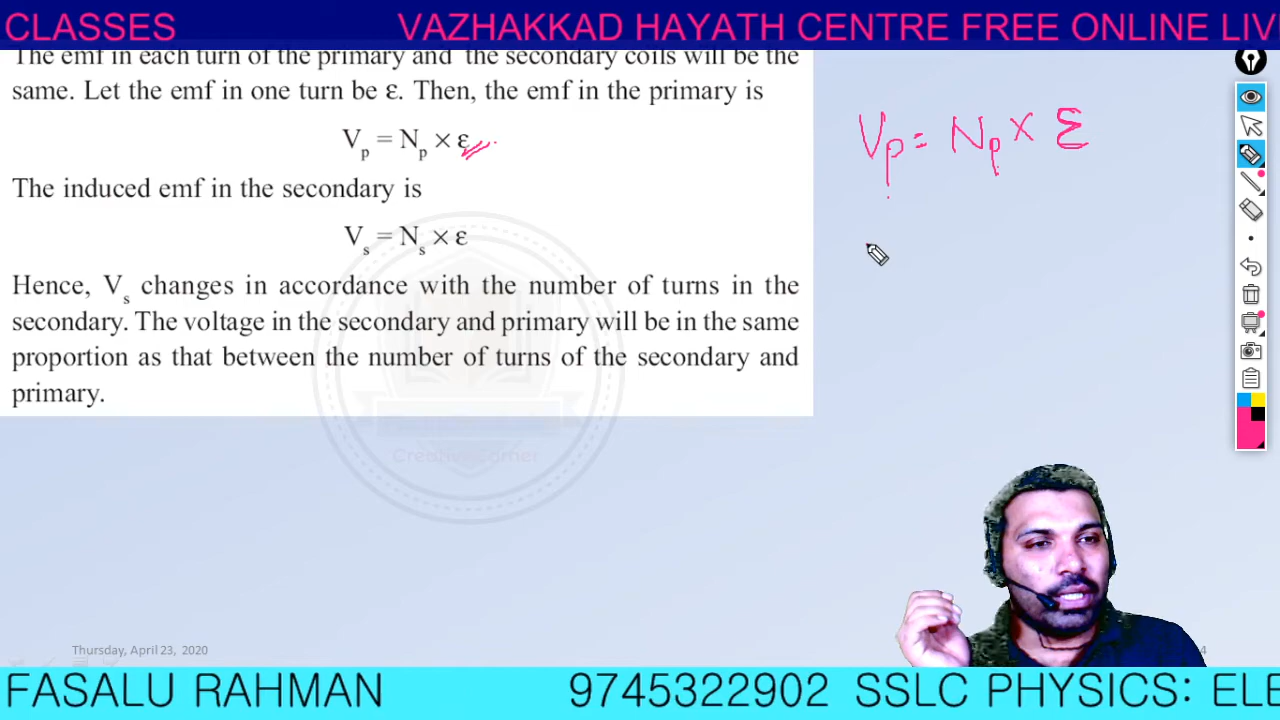 CLASSES VAZHAKKAD HAYATH CENTRE FREE ONLINE LIV
The emf in each turn of the primary and the secondary coils will be the
same. Let the emf in one turn be ε. Then, the emf in the primary is
Vp = Np × ε
The induced emf in the secondary is
Vs = Ns × ε
Hence, Vs changes in accordance with the number of turns in the
secondary. The voltage in the secondary and primary will be in the same
proportion as that between the number of turns of the secondary and
primary.
Vp = Np × ε
Creative Corner
Thursday, April 23, 2020
4
FASALU RAHMAN 9745322902 SSLC PHYSICS: ELE